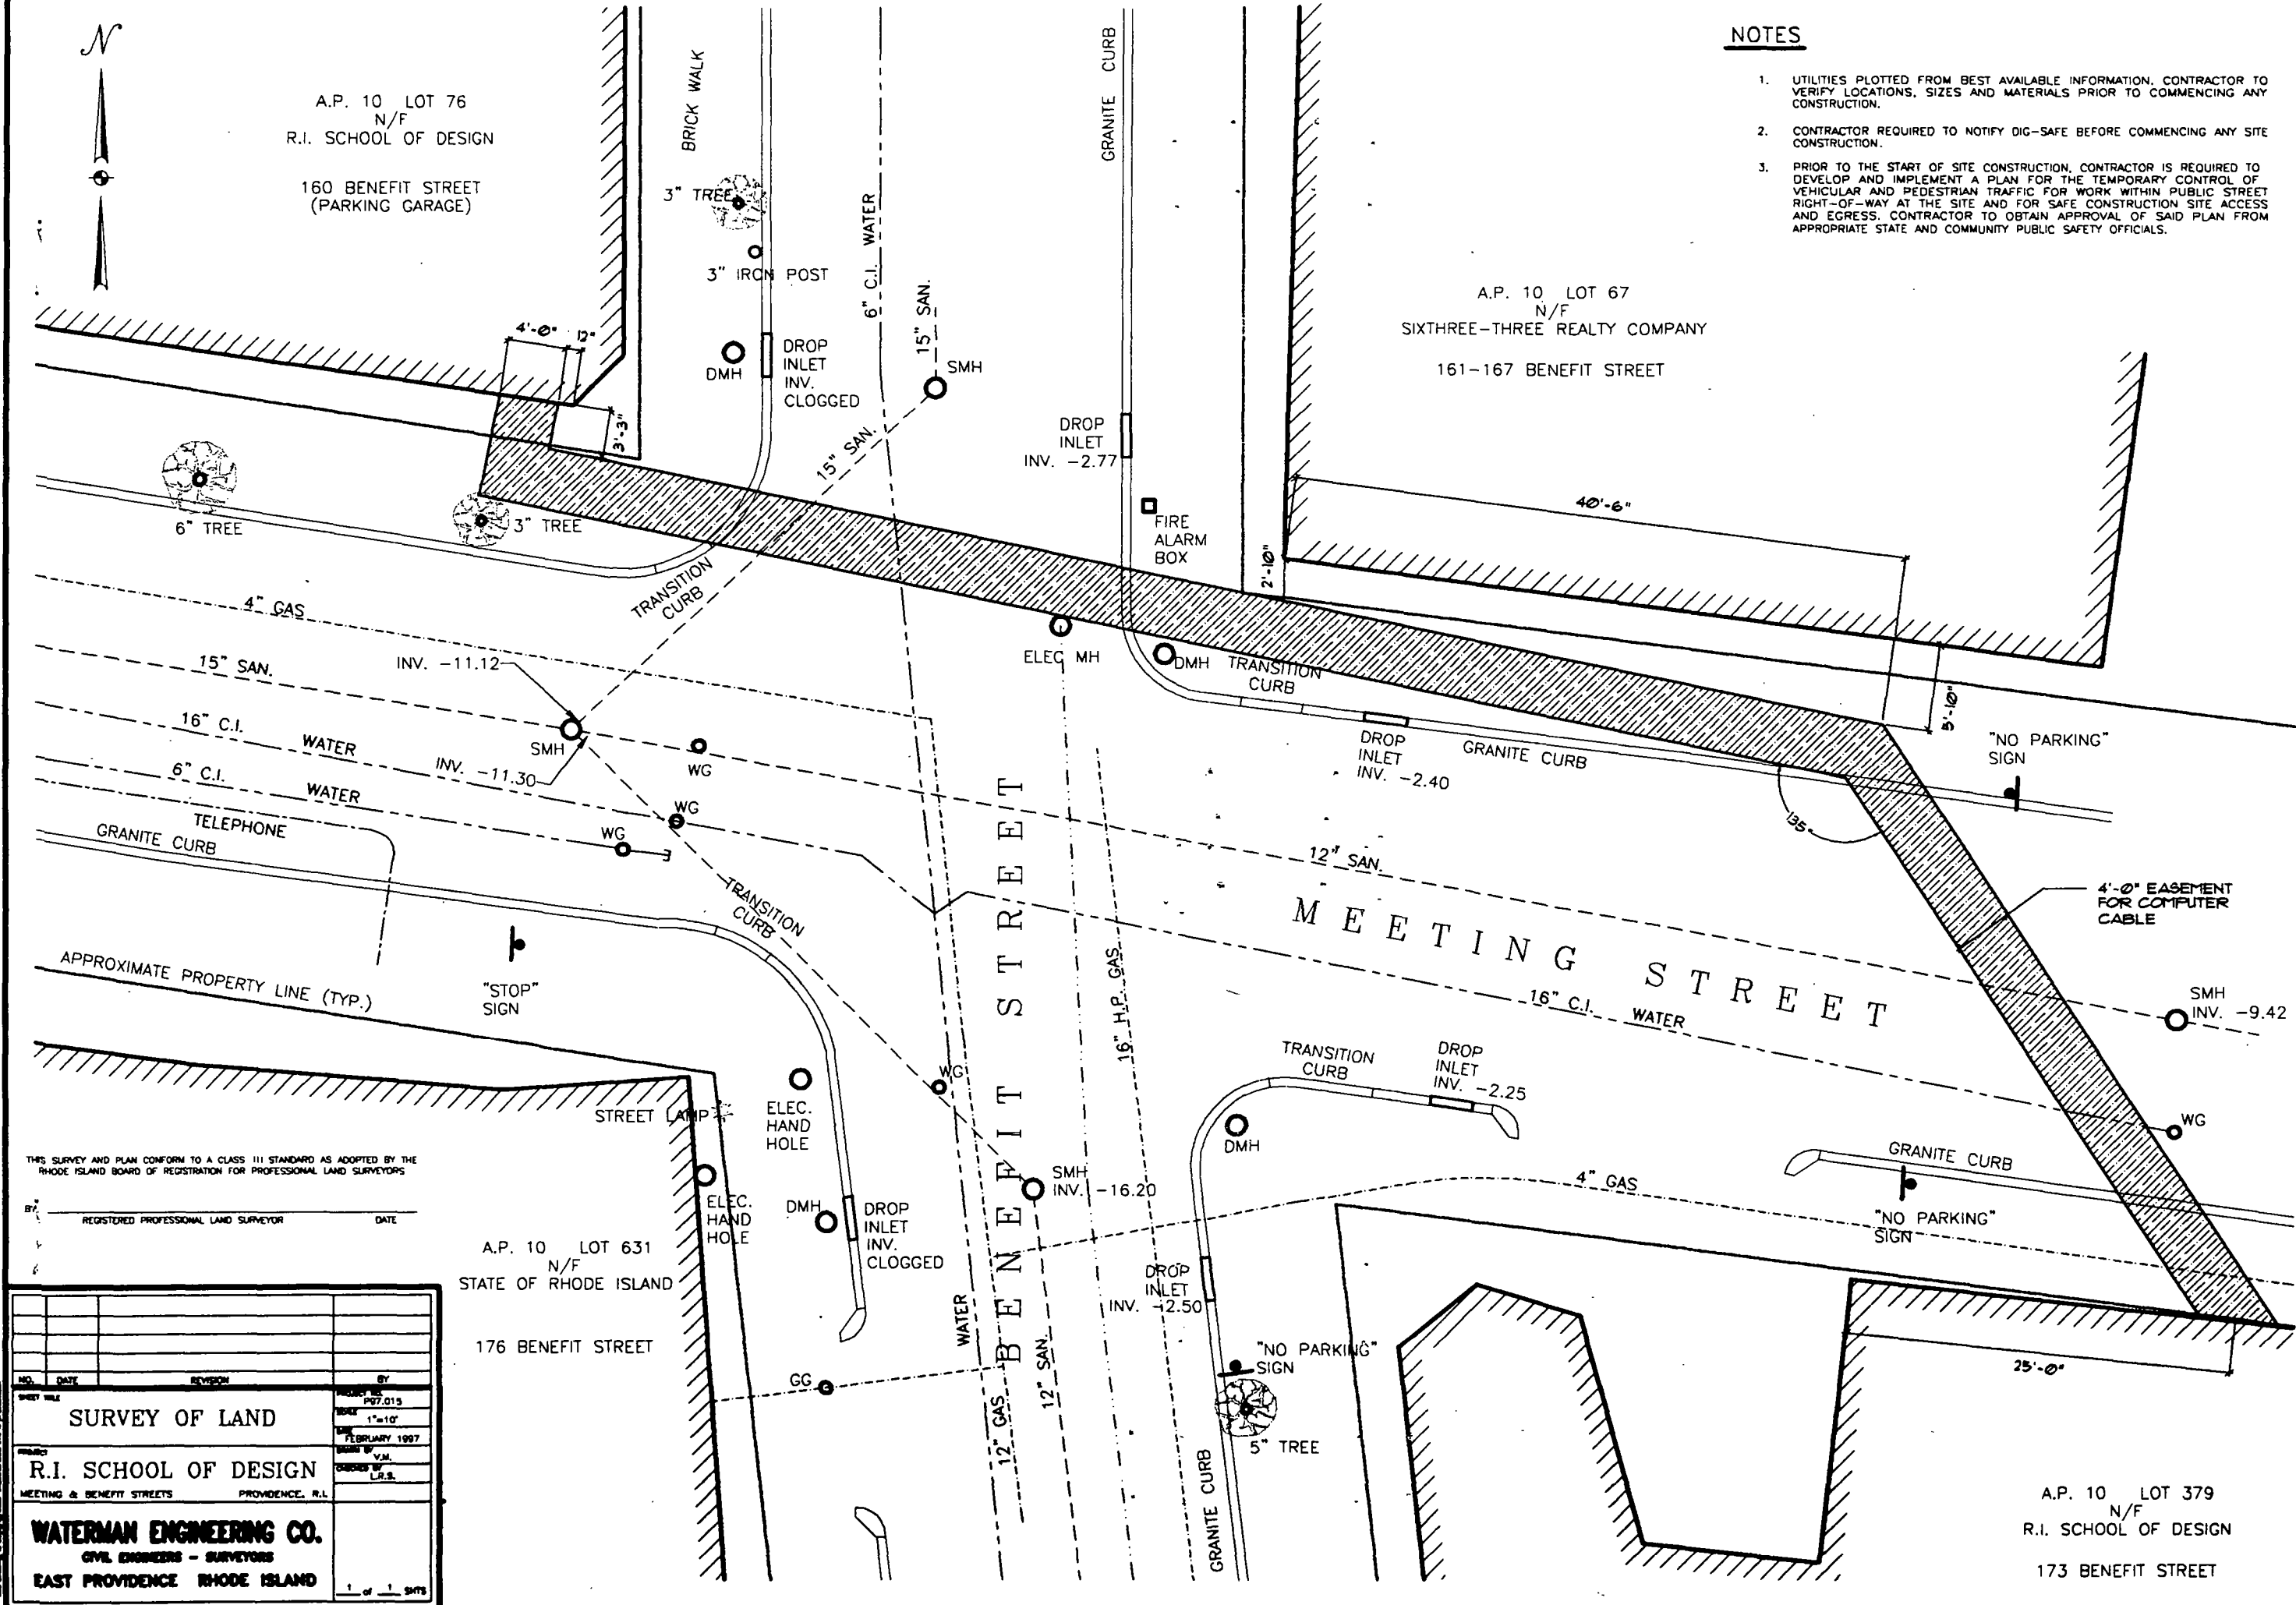 N
A.P. 10 LOT 76
N/F
R.I. SCHOOL OF DESIGN
160 BENEFIT STREET
(PARKING GARAGE)
BRICK WALK
3" TREE
3" IRON POST
6" C.I. WATER
15" SAN.
GRANITE CURB
NOTES
1. UTILITIES PLOTTED FROM BEST AVAILABLE INFORMATION. CONTRACTOR TO
VERIFY LOCATIONS, SIZES AND MATERIALS PRIOR TO COMMENCING ANY
CONSTRUCTION.
2. CONTRACTOR REQUIRED TO NOTIFY DIG-SAFE BEFORE COMMENCING ANY SITE
CONSTRUCTION.
3. PRIOR TO THE START OF SITE CONSTRUCTION, CONTRACTOR IS REQUIRED TO
DEVELOP AND IMPLEMENT A PLAN FOR THE TEMPORARY CONTROL OF
VEHICULAR AND PEDESTRIAN TRAFFIC FOR WORK WITHIN PUBLIC STREET
RIGHT-OF-WAY AT THE SITE AND FOR SAFE CONSTRUCTION SITE ACCESS
AND EGRESS. CONTRACTOR TO OBTAIN APPROVAL OF SAID PLAN FROM
APPROPRIATE STATE AND COMMUNITY PUBLIC SAFETY OFFICIALS.
A.P. 10 LOT 67
N/F
SIXTHREE-THREE REALTY COMPANY
161-167 BENEFIT STREET
4'-0"
12"
3'-3"
DMH
DROP
INLET
INV.
CLOGGED
SMH
15" SAN.
DROP
INLET
INV. -2.77
FIRE
ALARM
BOX
40'-6"
2'-10"
6" TREE
3" TREE
TRANSITION
CURB
4" GAS
15" SAN.
INV. -11.12
SMH
16" C.I. WATER
INV. -11.30
WG
6" C.I. WATER
WG
WG
TELEPHONE
GRANITE CURB
ELEC MH
DMH
TRANSITION
CURB
DROP
INLET
INV. -2.40
GRANITE CURB
5'-10"
"NO PARKING"
SIGN
135°
12" SAN.
4'-0" EASEMENT
FOR COMPUTER
CABLE
MEETING STREET
BENEFIT STREET
16" C.I. WATER
16" H.P. GAS
SMH
INV. -9.42
TRANSITION
CURB
APPROXIMATE PROPERTY LINE (TYP.)
"STOP"
SIGN
STREET LAMP
ELEC.
HAND
HOLE
WG
TRANSITION
CURB
DROP
INLET
INV. -2.25
DMH
WG
GRANITE CURB
"NO PARKING"
SIGN
4" GAS
SMH
INV. -16.20
ELEC.
HAND
HOLE
DMH
DROP
INLET
INV.
CLOGGED
DROP
INLET
INV. -2.50
THIS SURVEY AND PLAN CONFORM TO A CLASS III STANDARD AS ADOPTED BY THE
RHODE ISLAND BOARD OF REGISTRATION FOR PROFESSIONAL LAND SURVEYORS
BY
REGISTERED PROFESSIONAL LAND SURVEYOR DATE
A.P. 10 LOT 631
N/F
STATE OF RHODE ISLAND
176 BENEFIT STREET
GG
WATER
12" GAS
12" SAN.
"NO PARKING"
SIGN
5" TREE
GRANITE CURB
25'-0"
A.P. 10 LOT 379
N/F
R.I. SCHOOL OF DESIGN
173 BENEFIT STREET
NO. DATE REVISION BY
SHEET TITLE
SURVEY OF LAND
PROJECT NO.
P97.015
SCALE
1"=10'
DATE
FEBRUARY 1997
DRAWN BY
V.M.
CHECKED BY
L.R.S.
PROJECT
R.I. SCHOOL OF DESIGN
MEETING & BENEFIT STREETS PROVIDENCE, R.I.
WATERMAN ENGINEERING CO.
CIVIL ENGINEERS - SURVEYORS
EAST PROVIDENCE RHODE ISLAND
1 of 1 SHTS